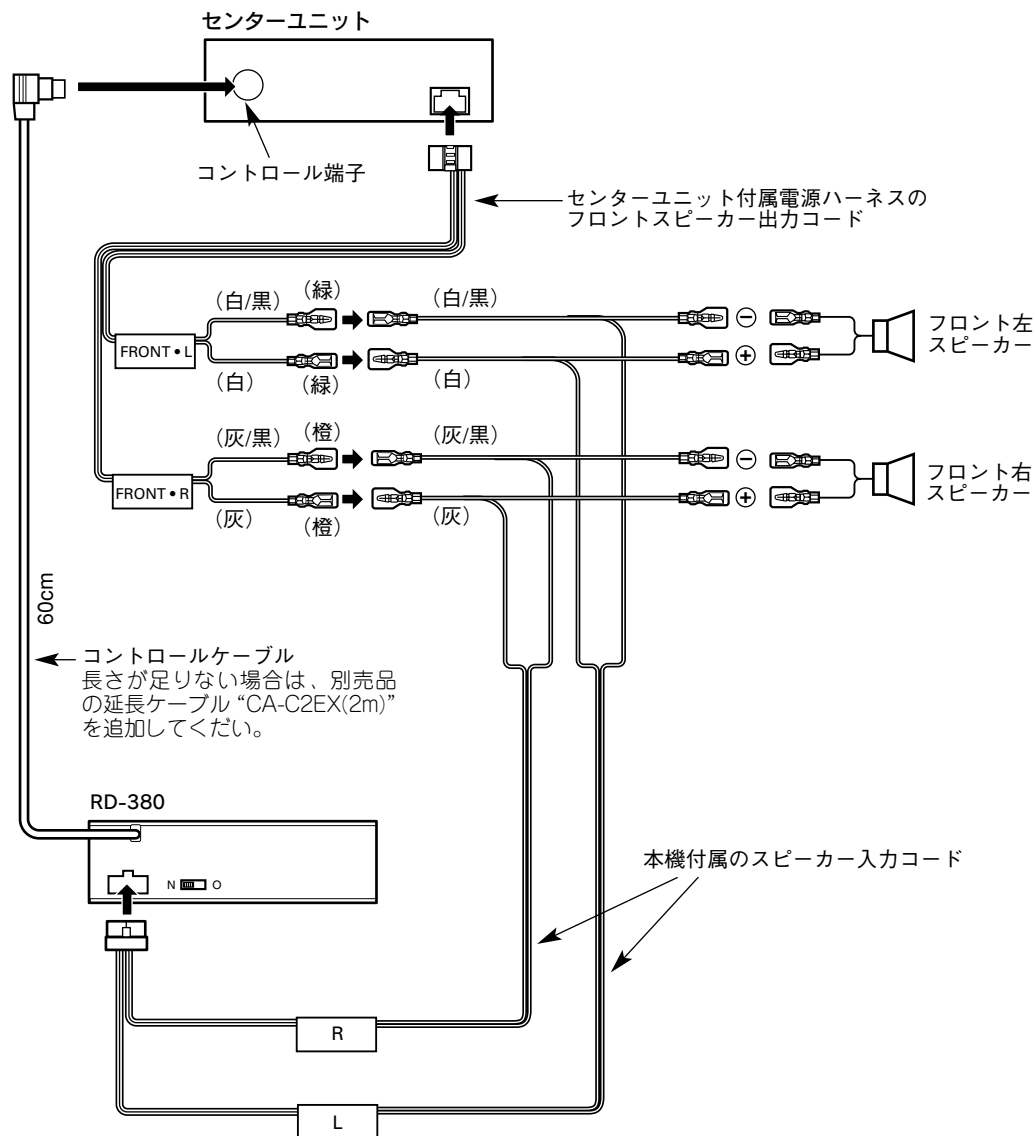 センターユニット
コントロール端子
センターユニット付属電源ハーネスの
フロントスピーカー出力コード
(白/黒)
(緑)
(白/黒)
⊖
フロント左
スピーカー
FRONT • L
⊕
(白)
(緑)
(白)
(灰/黒)
(橙)
(灰/黒)
⊖
フロント右
スピーカー
FRONT • R
⊕
(灰)
(橙)
(灰)
60cm
コントロールケーブル
長さが足りない場合は、別売品
の延長ケーブル“CA-C2EX(2m)”
を追加してくだい。
RD-380
N O
本機付属のスピーカー入力コード
R
L